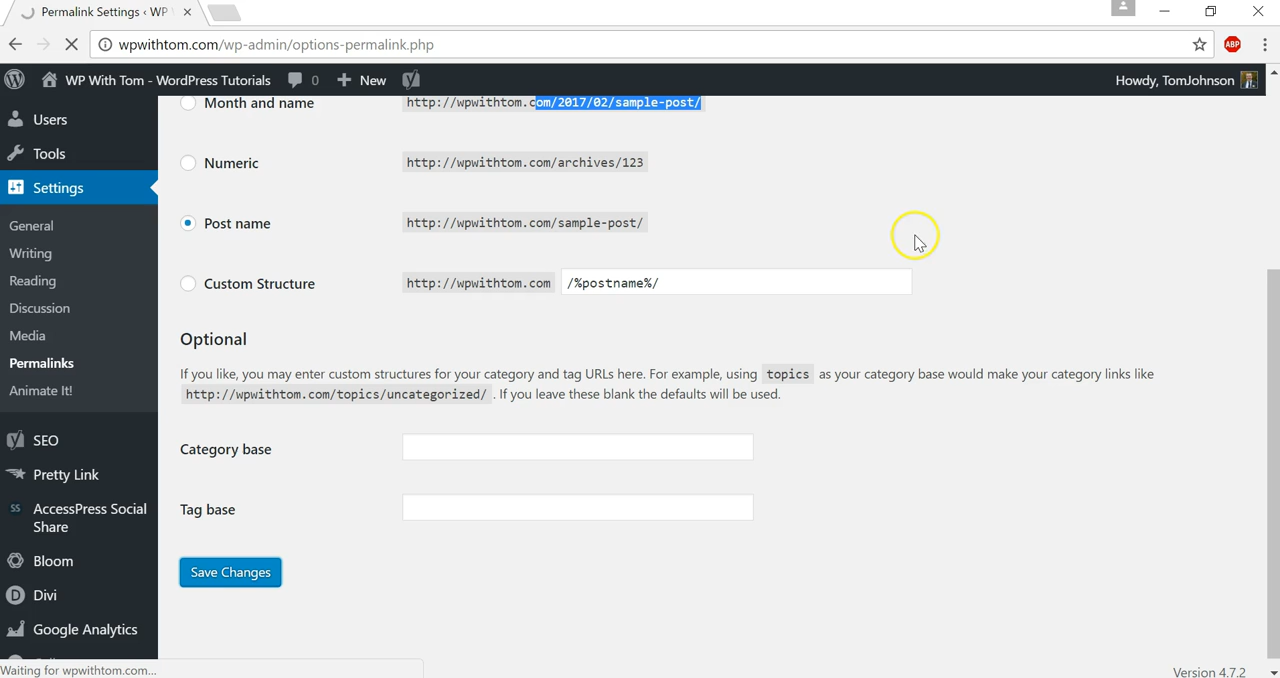 Permalink Settings ‹ WP
wpwithtom.com/wp-admin/options-permalink.php
ABP
WP With Tom - WordPress Tutorials 0 New Howdy, TomJohnson
Month and name http://wpwithtom.com/2017/02/sample-post/
Users
Tools
Numeric http://wpwithtom.com/archives/123
Settings
General
Post name http://wpwithtom.com/sample-post/
Writing
Reading
Custom Structure http://wpwithtom.com /%postname%/
Discussion
Media
Optional
Permalinks
If you like, you may enter custom structures for your category and tag URLs here. For example, using topics as your category base would make your category links like
Animate It!
http://wpwithtom.com/topics/uncategorized/ . If you leave these blank the defaults will be used.
SEO
Category base
Pretty Link
SS AccessPress Social
Share
Tag base
Bloom
Save Changes
D Divi
Google Analytics
Waiting for wpwithtom.com...
Version 4.7.2